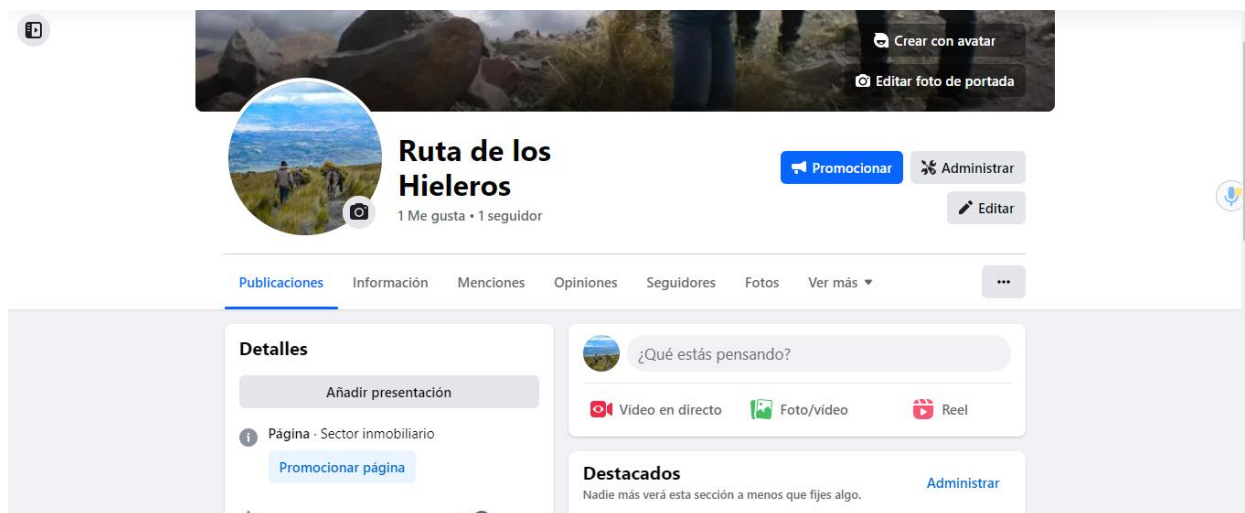 Crear con avatar
Editar foto de portada
Ruta de los
Hieleros
1 Me gusta • 1 seguidor
Promocionar
Administrar
Editar
Publicaciones
Información
Menciones
Opiniones
Seguidores
Fotos
Ver más
Detalles
Añadir presentación
Página · Sector inmobiliario
Promocionar página
¿Qué estás pensando?
Vídeo en directo
Foto/vídeo
Reel
Destacados
Administrar
Nadie más verá esta sección a menos que fijes algo.